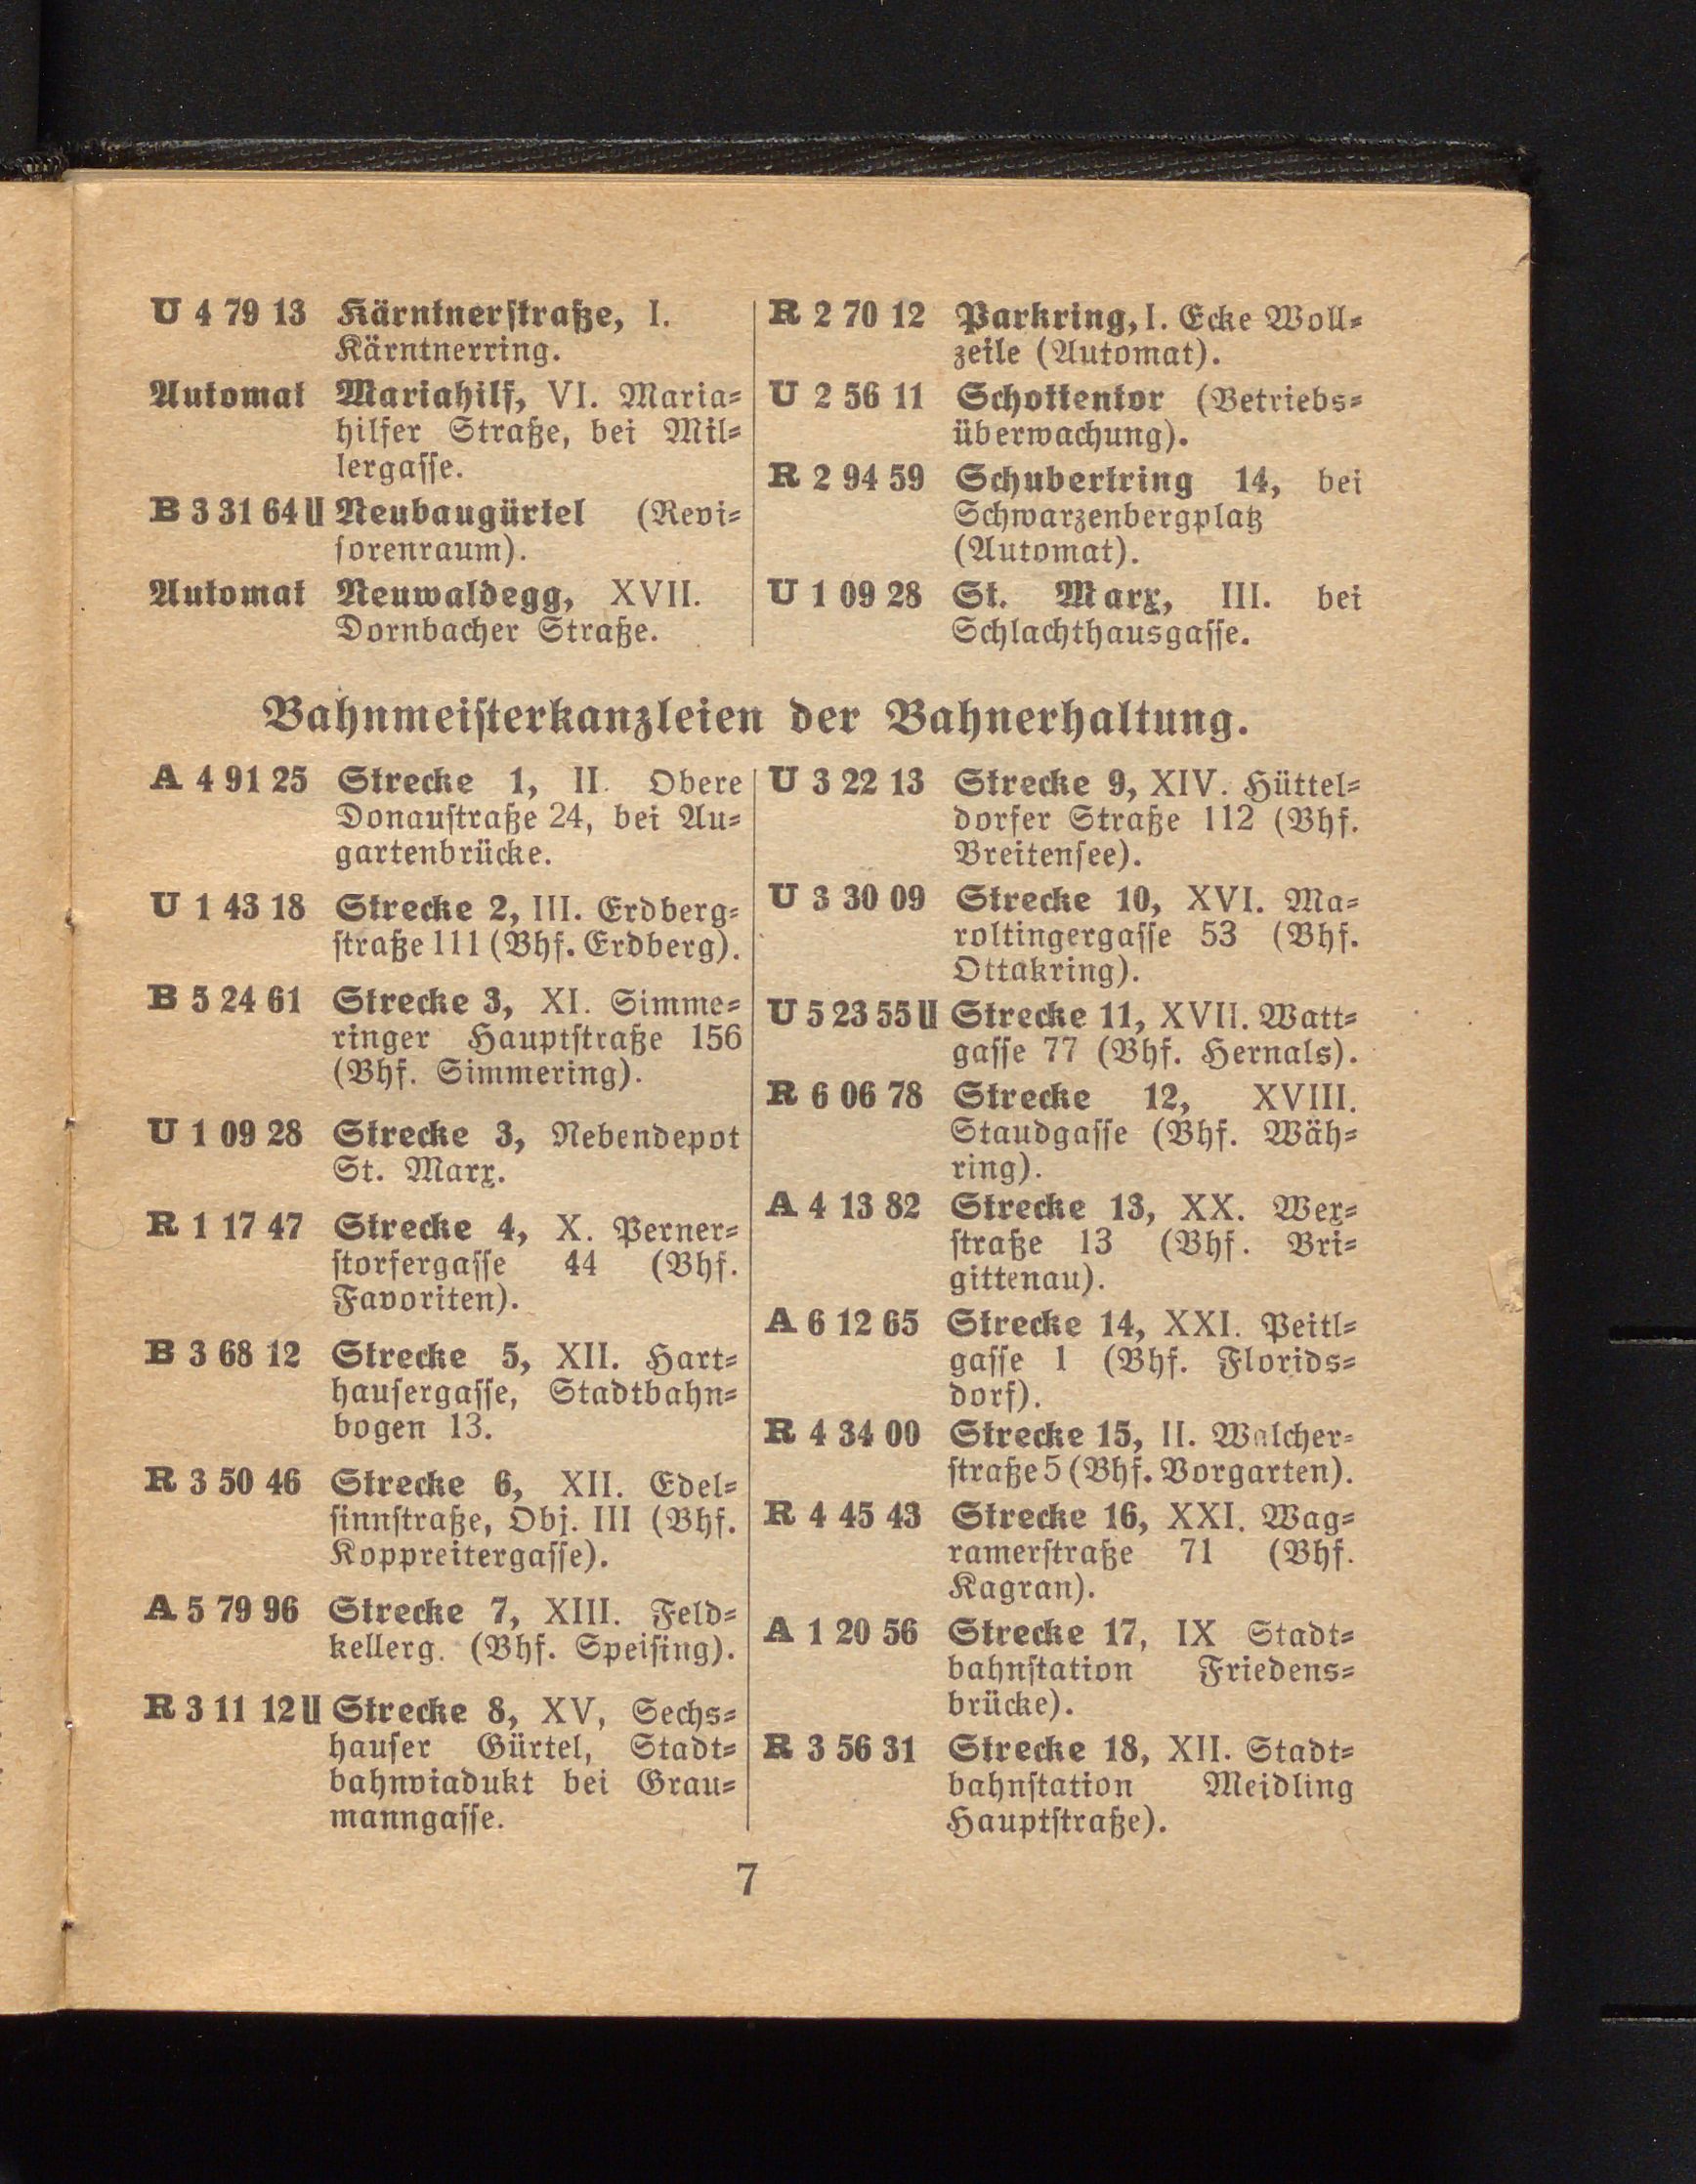 U 4 79 13 Kärntnerstraße, I.
Kärntnerring.
Automat Mariahilf, VI. Maria-
hilfer Straße, bei Mil-
lergasse.
B 3 31 64 U Neubaugürtel (Revi-
sorenraum).
Automat Neuwaldegg, XVII.
Dornbacher Straße.
R 2 70 12 Parkring, I. Ecke Woll-
zeile (Automat).
U 2 56 11 Schottentor (Betriebs-
überwachung).
R 2 94 59 Schubertring 14, bei
Schwarzenbergplatz
(Automat).
U 1 09 28 St. Marx, III. bei
Schlachthausgasse.
Bahnmeisterkanzleien der Bahnerhaltung.
A 4 91 25 Strecke 1, II. Obere
Donaustraße 24, bei Au-
gartenbrücke.
U 1 43 18 Strecke 2, III. Erdberg-
straße 111 (Bhf. Erdberg).
B 5 24 61 Strecke 3, XI. Simme-
ringer Hauptstraße 156
(Bhf. Simmering).
U 1 09 28 Strecke 3, Nebendepot
St. Marx.
R 1 17 47 Strecke 4, X. Perner-
storfergasse 44 (Bhf.
Favoriten).
B 3 68 12 Strecke 5, XII. Hart-
hausergasse, Stadtbahn-
bogen 13.
R 3 50 46 Strecke 6, XII. Edel-
sinnstraße, Obj. III (Bhf.
Koppreitergasse).
A 5 79 96 Strecke 7, XIII. Feld-
kellerg. (Bhf. Speising).
R 3 11 12 U Strecke 8, XV, Sechs-
hauser Gürtel, Stadt-
bahnviadukt bei Grau-
manngasse.
U 3 22 13 Strecke 9, XIV. Hüttel-
dorfer Straße 112 (Bhf.
Breitensee).
U 3 30 09 Strecke 10, XVI. Ma-
roltingergasse 53 (Bhf.
Ottakring).
U 5 23 55 U Strecke 11, XVII. Watt-
gasse 77 (Bhf. Hernals).
R 6 06 78 Strecke 12, XVIII.
Staudgasse (Bhf. Wäh-
ring).
A 4 13 82 Strecke 13, XX. Wex-
straße 13 (Bhf. Bri-
gittenau).
A 6 12 65 Strecke 14, XXI. Peitl-
gasse 1 (Bhf. Florids-
dorf).
R 4 34 00 Strecke 15, II. Walcher-
straße 5 (Bhf. Vorgarten).
R 4 45 43 Strecke 16, XXI. Wag-
ramerstraße 71 (Bhf.
Kagran).
A 1 20 56 Strecke 17, IX Stadt-
bahnstation Friedens-
brücke).
R 3 56 31 Strecke 18, XII. Stadt-
bahnstation Meidling
Hauptstraße).
7